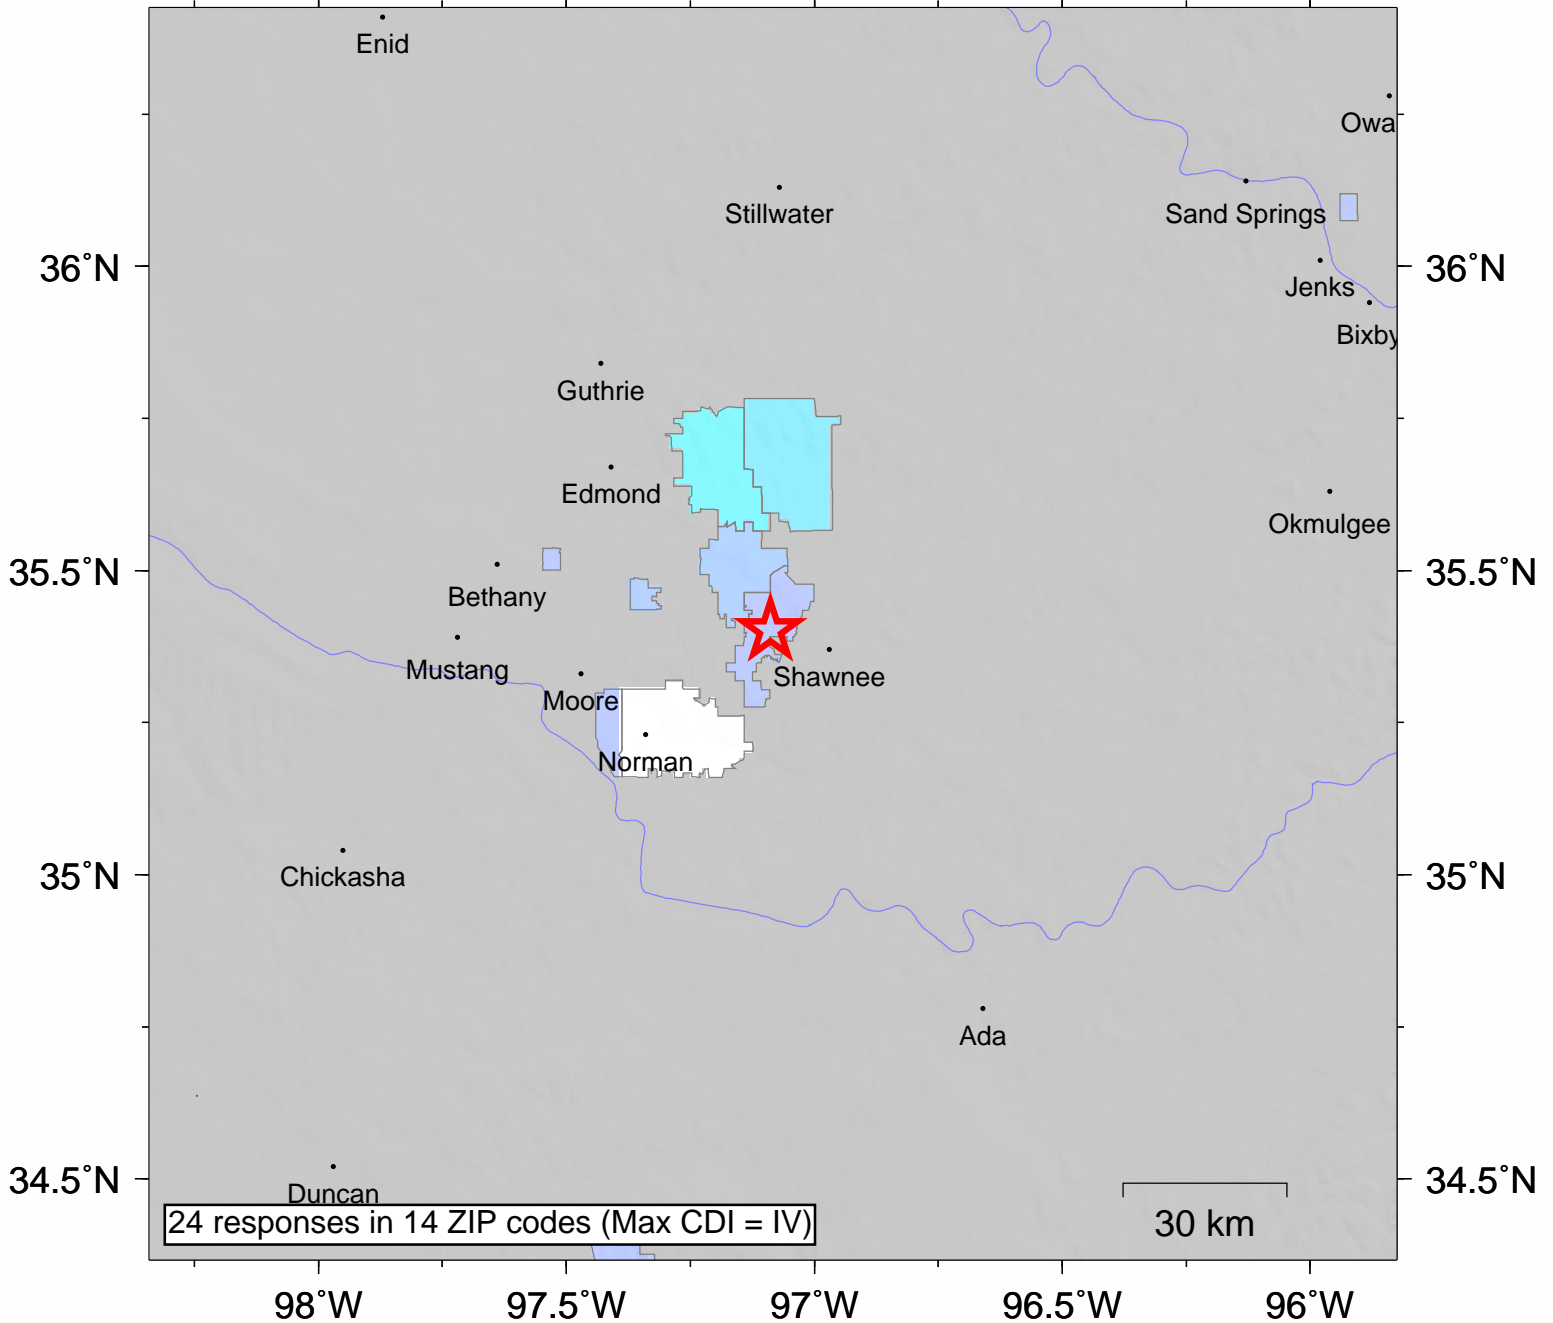 Enid
Owa
Stillwater
Sand Springs
36˚N
36˚N
Jenks
Bixby
Guthrie
Edmond
Okmulgee
35.5˚N
35.5˚N
Bethany
Mustang
Shawnee
Moore
Norman
Chickasha
35˚N
35˚N
Ada
34.5˚N
34.5˚N
Duncan
24 responses in 14 ZIP codes (Max CDI = IV)
30 km
98˚W
97.5˚W
97˚W
96.5˚W
96˚W